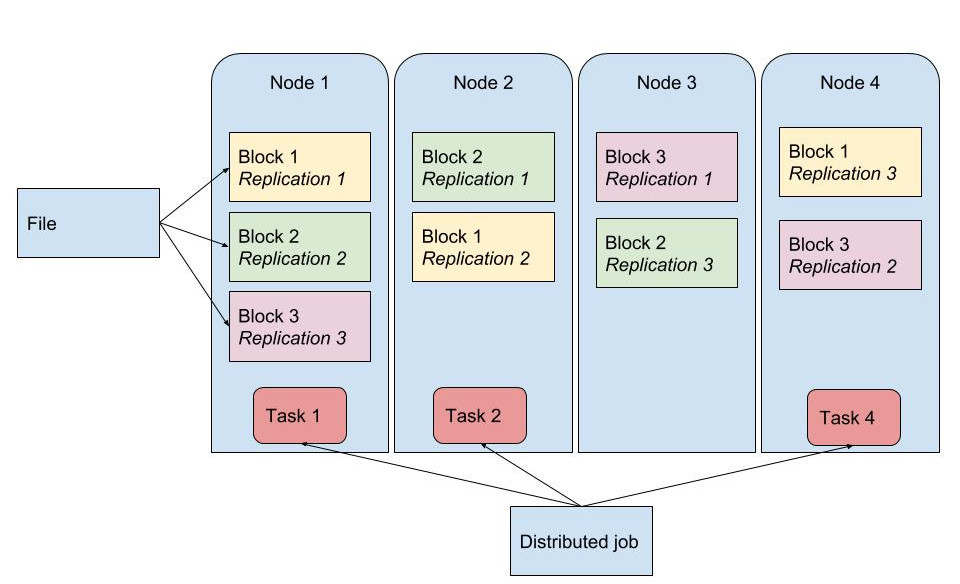 Node 1
Node 2
Node 3
Node 4
Block 1
Replication 1
Block 2
Replication 1
Block 3
Replication 1
Block 1
Replication 3
File
Block 2
Replication 2
Block 1
Replication 2
Block 2
Replication 3
Block 3
Replication 2
Block 3
Replication 3
Task 1
Task 2
Task 4
Distributed job